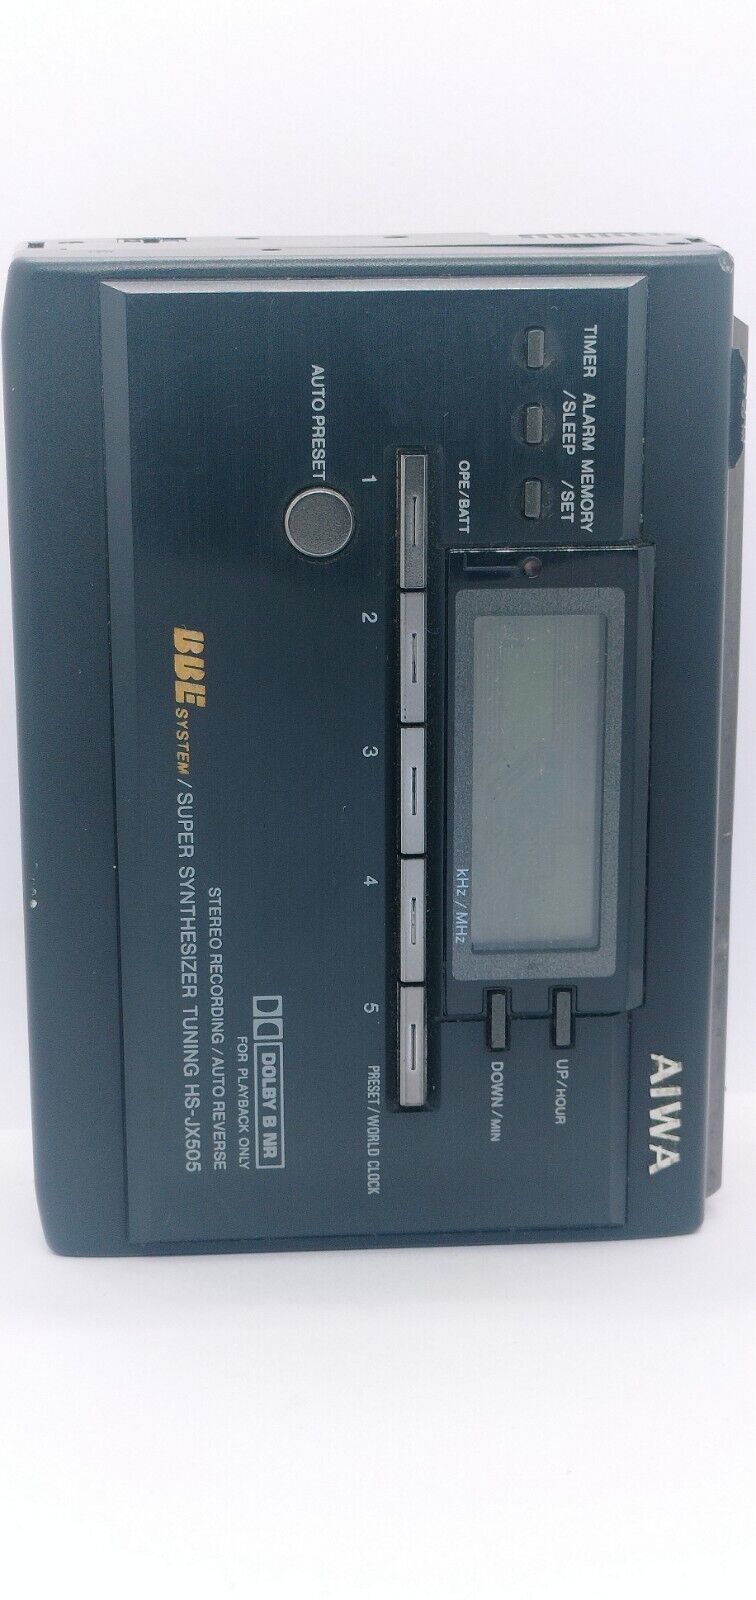 AIWA
TIMER ALARM MEMORY
/SLEEP /SET
UP/HOUR
DOWN/MIN
OPE/BATT
kHz/MHz
1 2 3 4 5 PRESET/WORLD CLOCK
AUTO PRESET
DOLBY B NR
FOR PLAYBACK ONLY
STEREO RECORDING/AUTO REVERSE
BBE SYSTEM/SUPER SYNTHESIZER TUNING HS-JX505